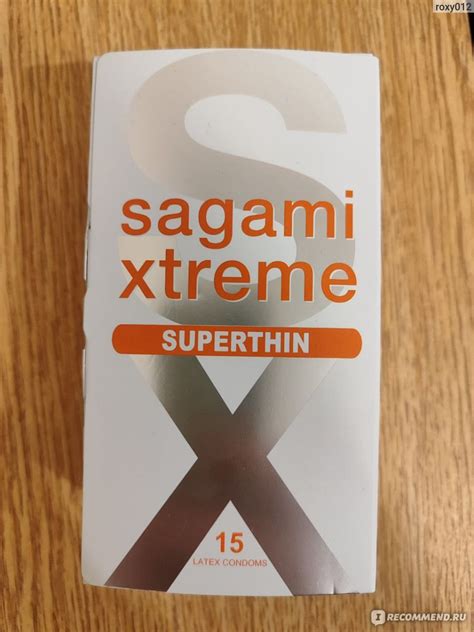 roxy012
S
sagami
xtreme
SUPERTHIN
X
15
LATEX CONDOMS
I RECOMMEND.RU